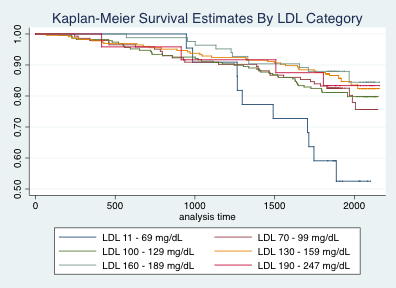 Kaplan-Meier Survival Estimates By LDL Category
1.00
0.90
0.80
0.70
0.60
0.50
0 500 1000 1500 2000
analysis time
LDL 11 - 69 mg/dL LDL 70 - 99 mg/dL
LDL 100 - 129 mg/dL LDL 130 - 159 mg/dL
LDL 160 - 189 mg/dL LDL 190 - 247 mg/dL